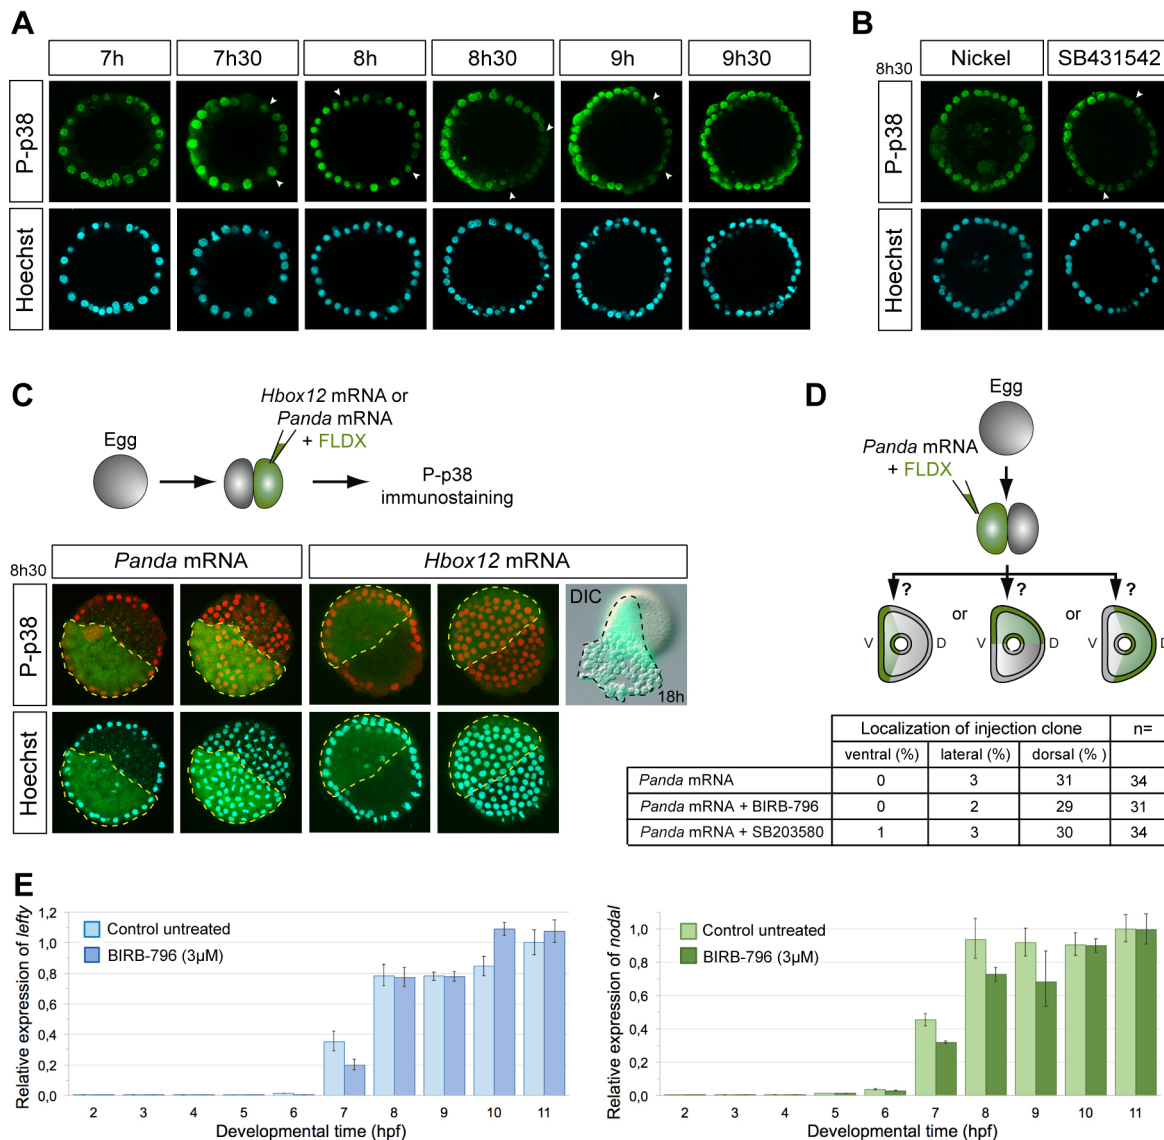 A
7h
7h30
8h
8h30
9h
9h30
P-p38
Hoechst
B
8h30
Nickel
SB431542
P-p38
Hoechst
C
Hbox12 mRNA or
Panda mRNA
+ FLDX
Egg
P-p38
immunostaining
8h30
Panda mRNA
Hbox12 mRNA
P-p38
Hoechst
DIC
18h
D
Egg
Panda mRNA
+ FLDX
? ? ?
V D or V D or V D
Localization of injection clone n=
ventral (%) lateral (%) dorsal (% )
Panda mRNA 0 3 31 34
Panda mRNA + BIRB-796 0 2 29 31
Panda mRNA + SB203580 1 3 30 34
E
Relative expression of lefty
1,2
1,0
0,8
0,6
0,4
0,2
0,0
Control untreated
BIRB-796 (3µM)
2 3 4 5 6 7 8 9 10 11
Developmental time (hpf)
Relative expression of nodal
1,0
0,8
0,6
0,4
0,2
0,0
Control untreated
BIRB-796 (3µM)
2 3 4 5 6 7 8 9 10 11
Developmental time (hpf)